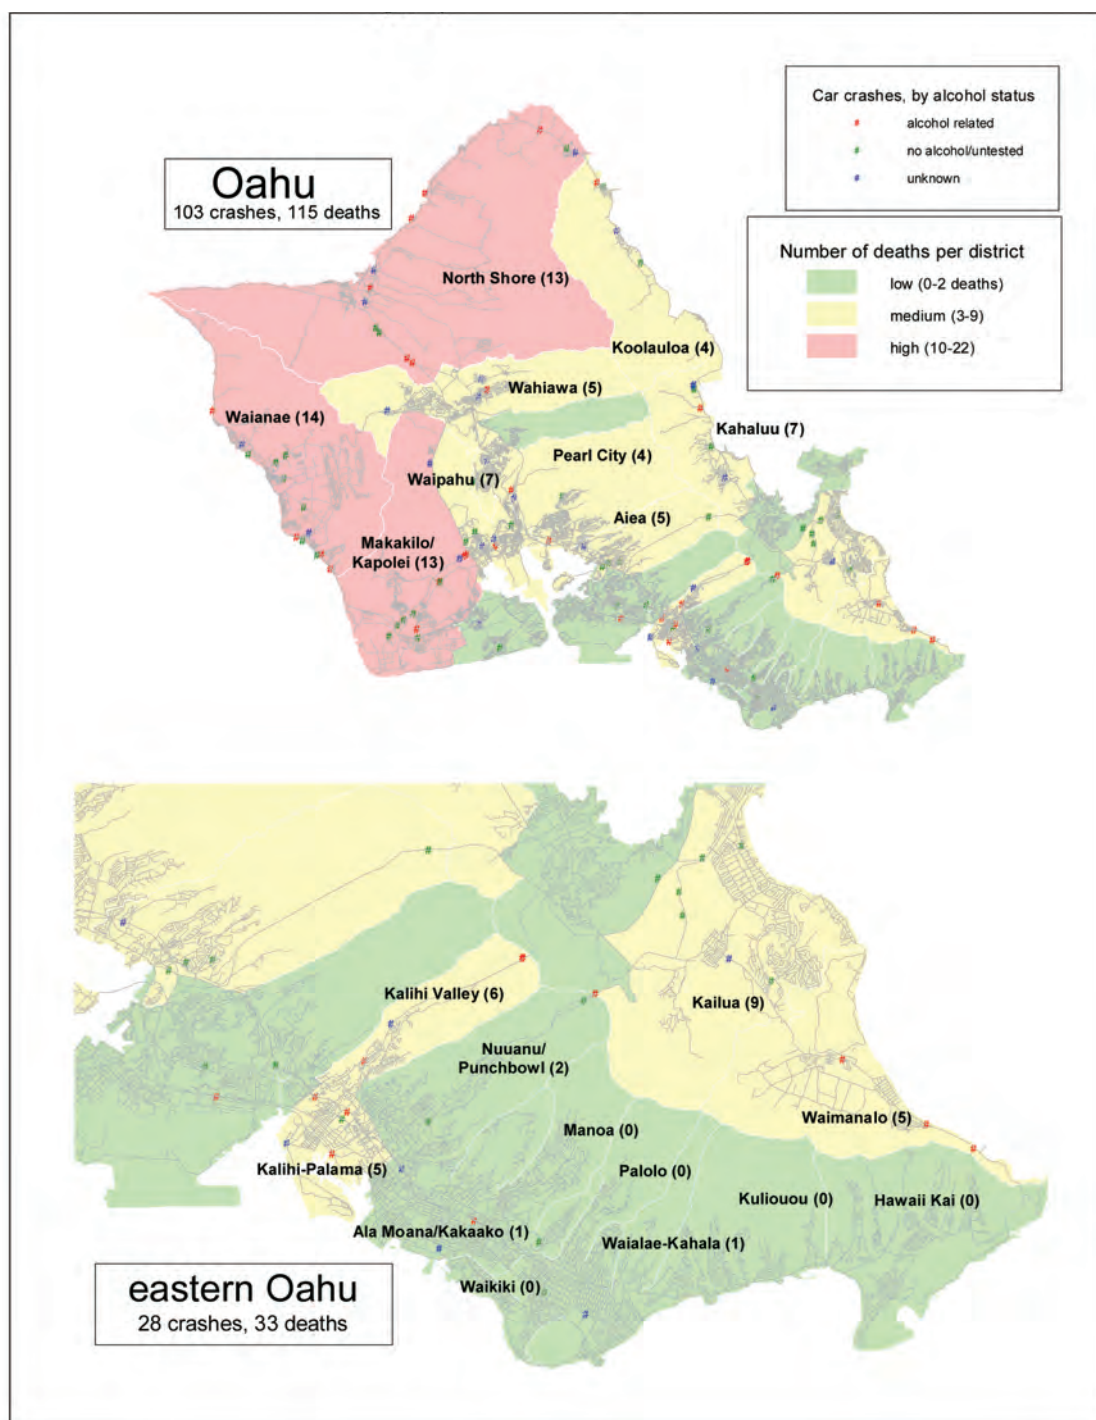 Car crashes, by alcohol status
# alcohol related
# no alcohol/untested
# unknown
Oahu
103 crashes, 115 deaths
Number of deaths per district
low (0-2 deaths)
medium (3-9)
high (10-22)
North Shore (13)
Koolauloa (4)
Wahiawa (5)
Waianae (14)
Kahaluu (7)
Pearl City (4)
Waipahu (7)
Aiea (5)
Makakilo/
Kapolei (13)
Kalihi Valley (6)
Kailua (9)
Nuuanu/
Punchbowl (2)
Waimanalo (5)
Manoa (0)
Kalihi-Palama (5)
Palolo (0)
Kuliouou (0)
Hawaii Kai (0)
Ala Moana/Kakaako (1)
Waialae-Kahala (1)
Waikiki (0)
eastern Oahu
28 crashes, 33 deaths